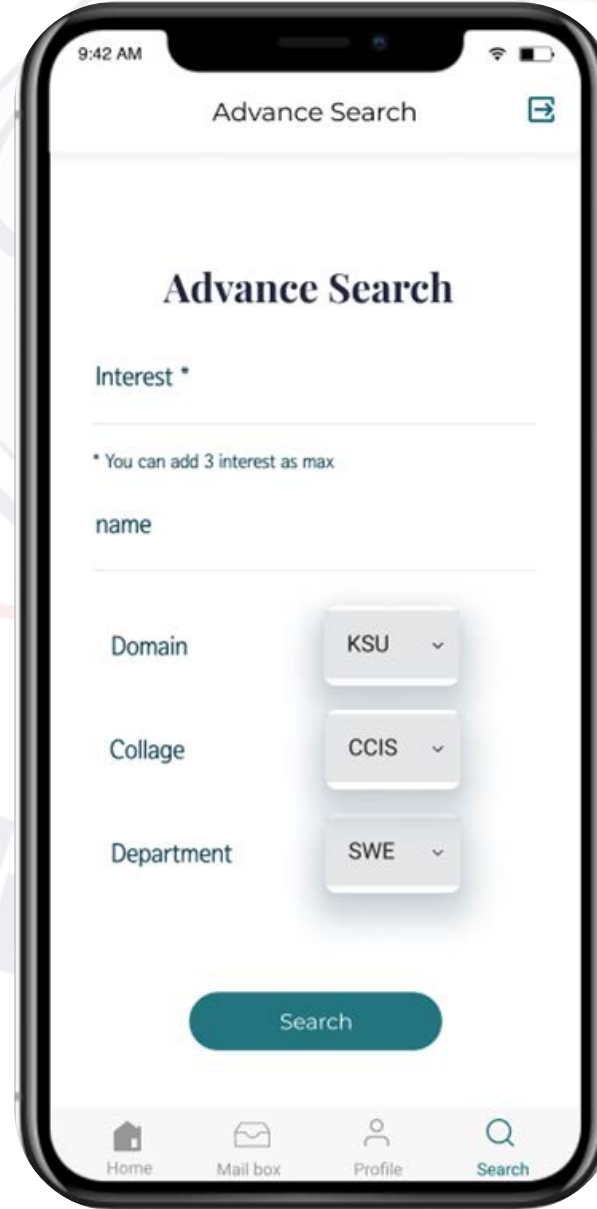 9:42 AM
Advance Search
Advance Search
Interest *
* You can add 3 interest as max
name
Domain KSU
Collage CCIS
Department SWE
Search
Home Mail box Profile Search